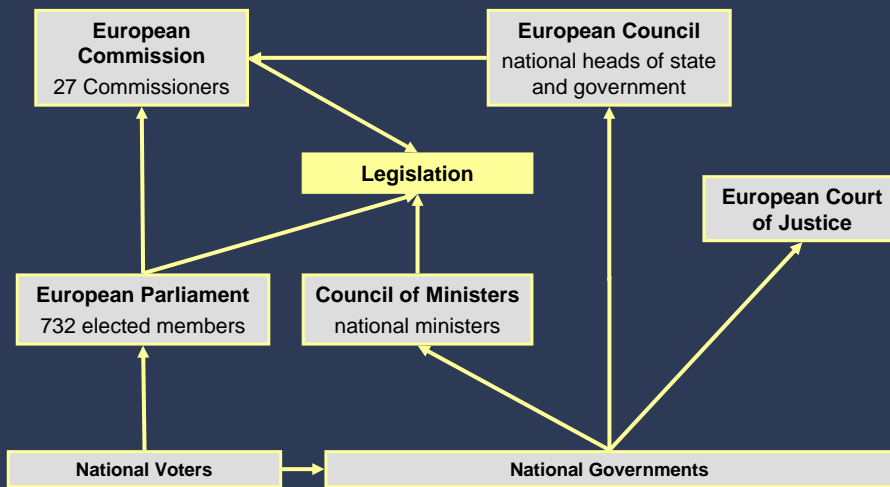 European
Commission
27 Commissioners
European Council
national heads of state
and government
Legislation
European Court
of Justice
European Parliament
732 elected members
Council of Ministers
national ministers
National Voters
National Governments